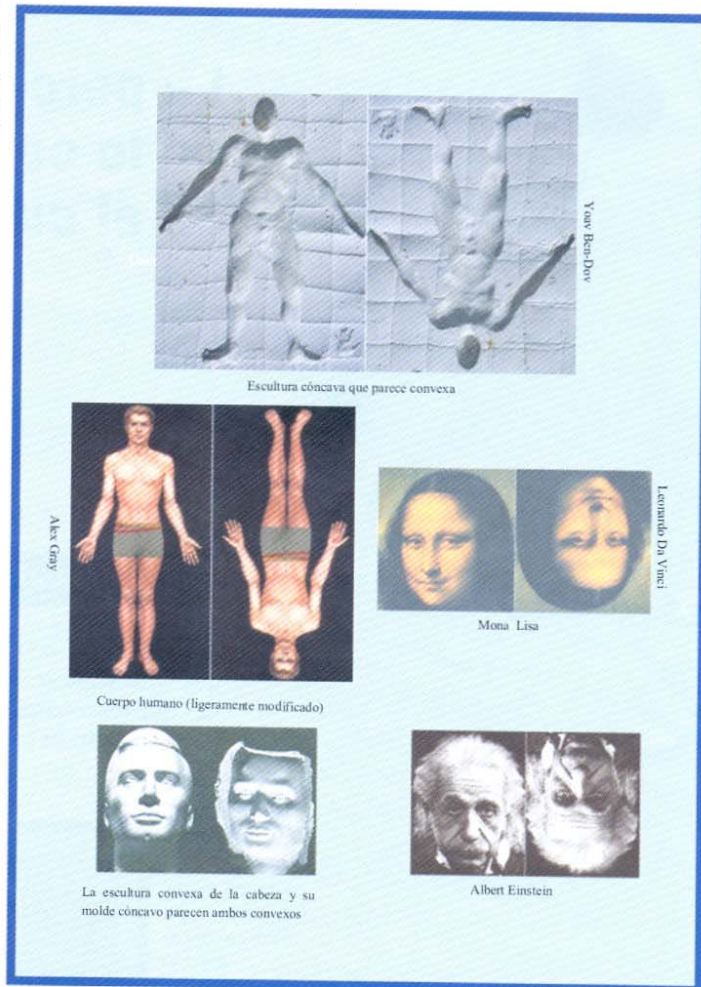 Yoav Ben-Dov
Escultura cóncava que parece convexa
Alex Gray
Leonardo Da Vinci
Mona Lisa
Cuerpo humano (ligeramente modificado)
La escultura convexa de la cabeza y su
molde cóncavo parecen ambos convexos
Albert Einstein